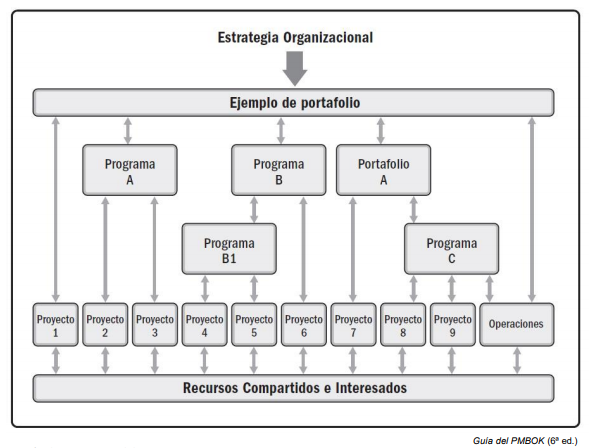 Estrategia Organizacional
Ejemplo de portafolio
Programa
A
Programa
B
Portafolio
A
Programa
B1
Programa
C
Proyecto
1
Proyecto
2
Proyecto
3
Proyecto
4
Proyecto
5
Proyecto
6
Proyecto
7
Proyecto
8
Proyecto
9
Operaciones
Recursos Compartidos e Interesados
Guía del PMBOK (6ª ed.)